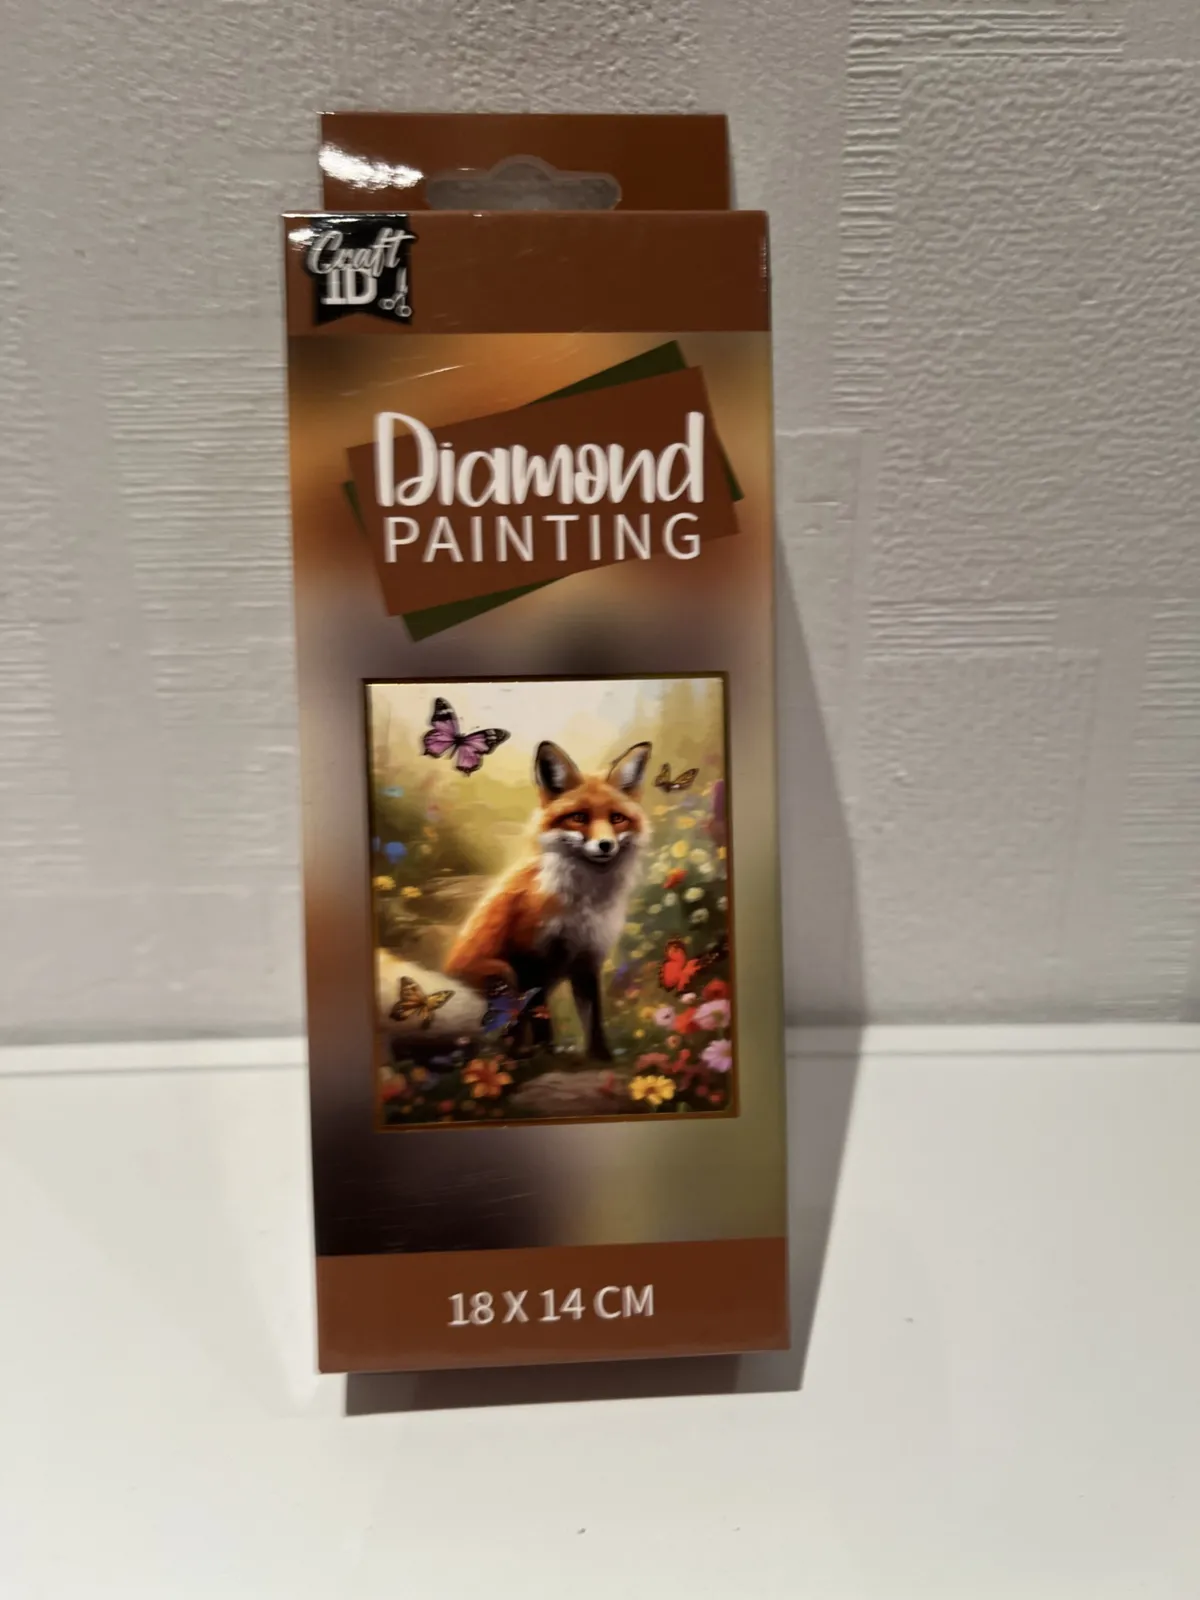 Craft
ID
Diamond
PAINTING
18 X 14 CM